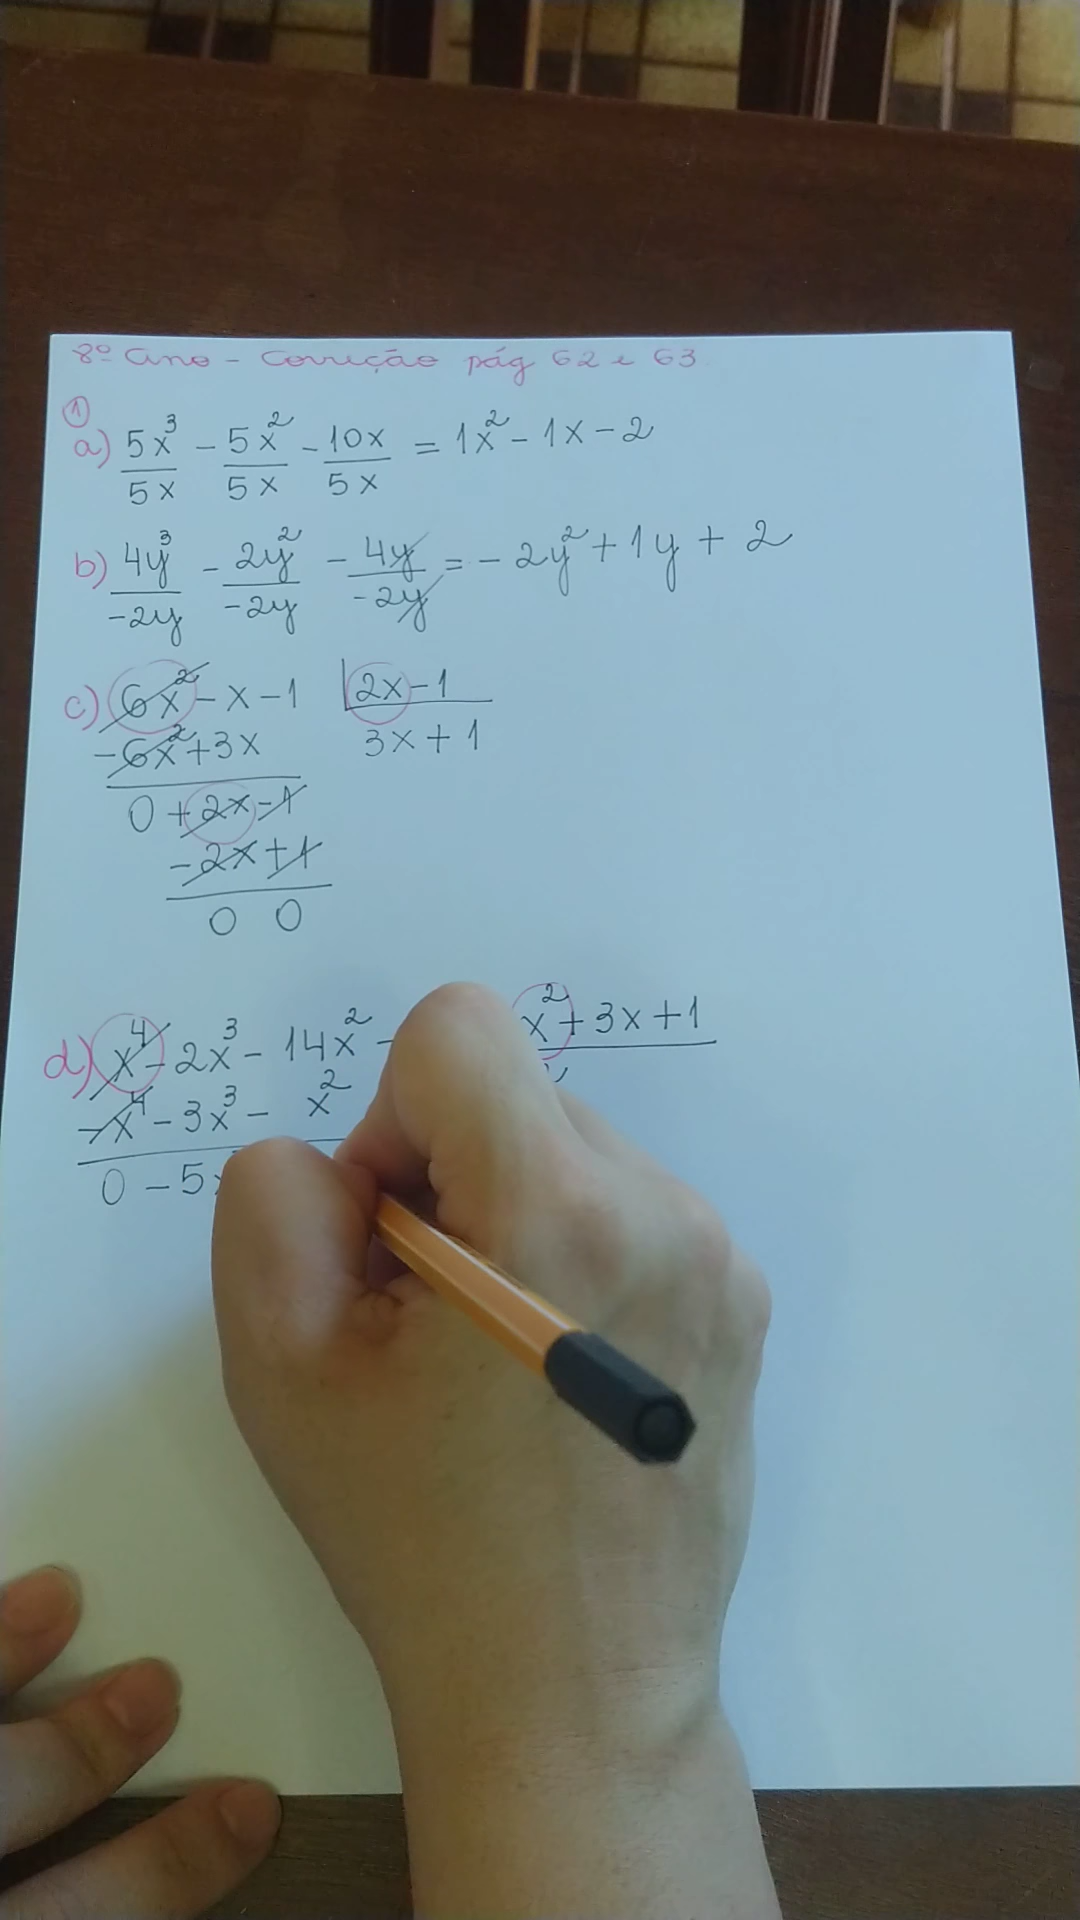 8º ano - Correção pág 62 e 63
①
a) 5x³/5x - 5x²/5x - 10x/5x = 1x² - 1x - 2
b) 4y³/-2y - 2y²/-2y - 4y/-2y = - 2y² + 1y + 2
c) 6x² - x - 1 | 2x - 1
- 6x² + 3x 3x + 1
0 + 2x - 1
- 2x + 1
0 0
d) x⁴ - 2x³ - 14x² - x² + 3x + 1
- x⁴ - 3x³ - x²
0 - 5x